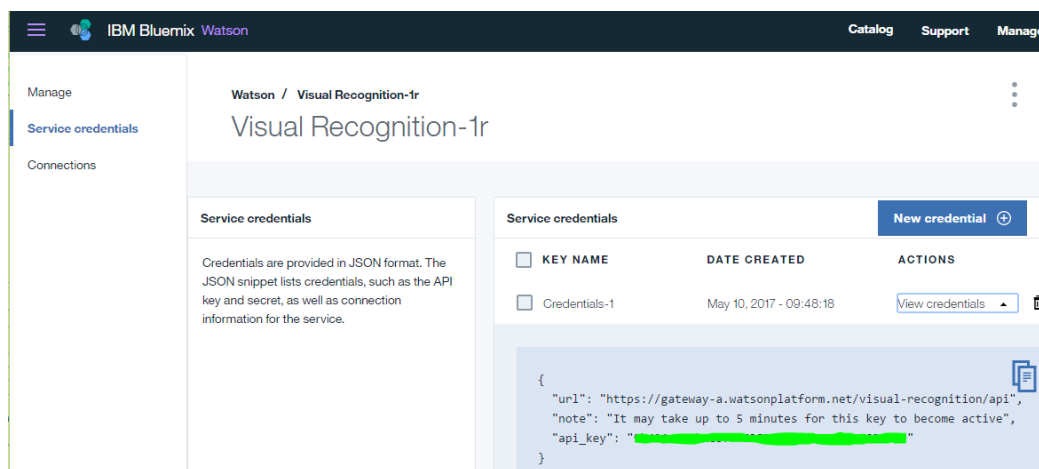 IBM Bluemix Watson
Catalog Support Manage
Manage
Service credentials
Connections
Watson / Visual Recognition-1r
Visual Recognition-1r
Service credentials
Credentials are provided in JSON format. The
JSON snippet lists credentials, such as the API
key and secret, as well as connection
information for the service.
Service credentials
New credential
KEY NAME DATE CREATED ACTIONS
Credentials-1 May 10, 2017 - 09:48:18 View credentials
{
"url": "https://gateway-a.watsonplatform.net/visual-recognition/api",
"note": "It may take up to 5 minutes for this key to become active",
"api_key": " "
}